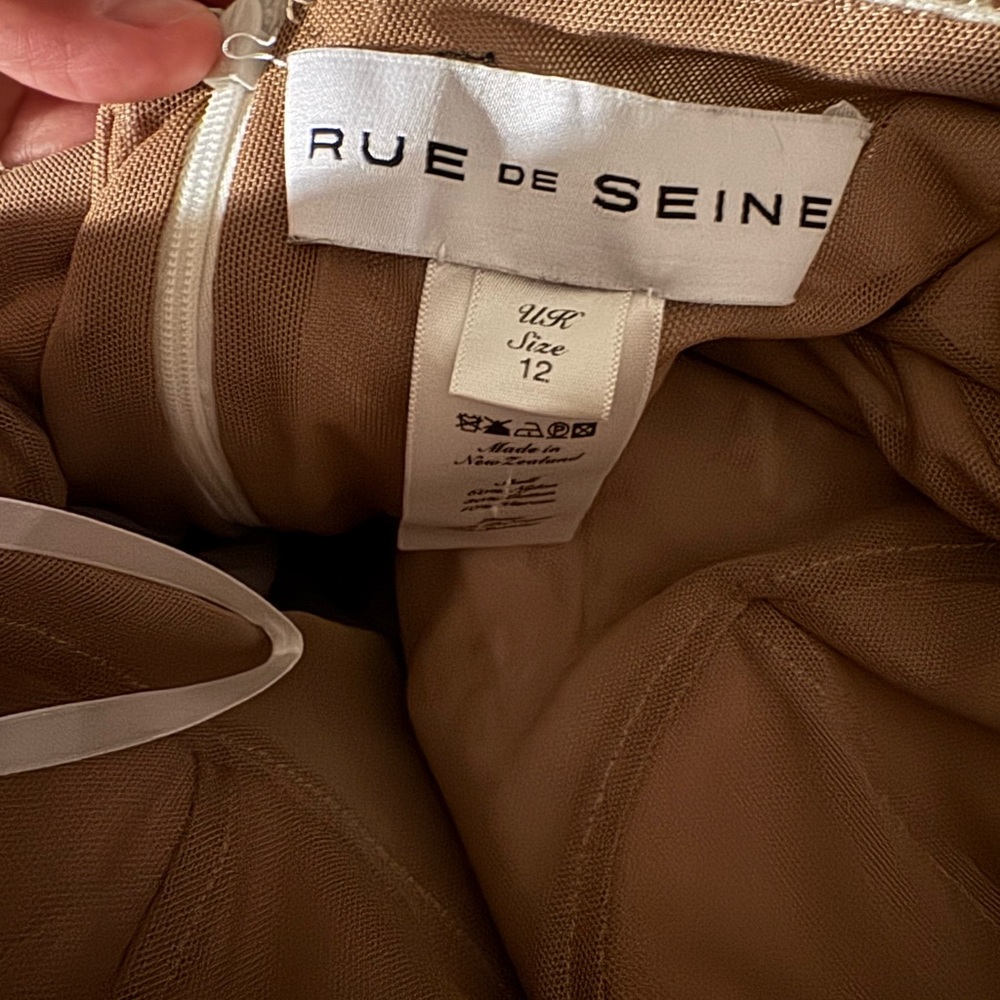 RUE DE SEINE
UK
Size
12
Made in
New Zealand